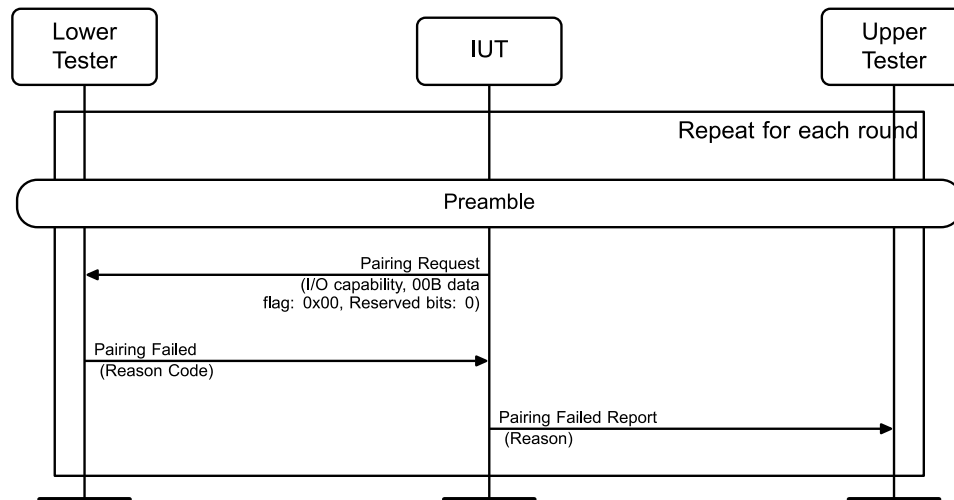 Lower
Tester
IUT
Upper
Tester
Repeat for each round
Preamble
Pairing Request
(I/O capability, 00B data
flag: 0x00, Reserved bits: 0)
Pairing Failed
(Reason Code)
Pairing Failed Report
(Reason)